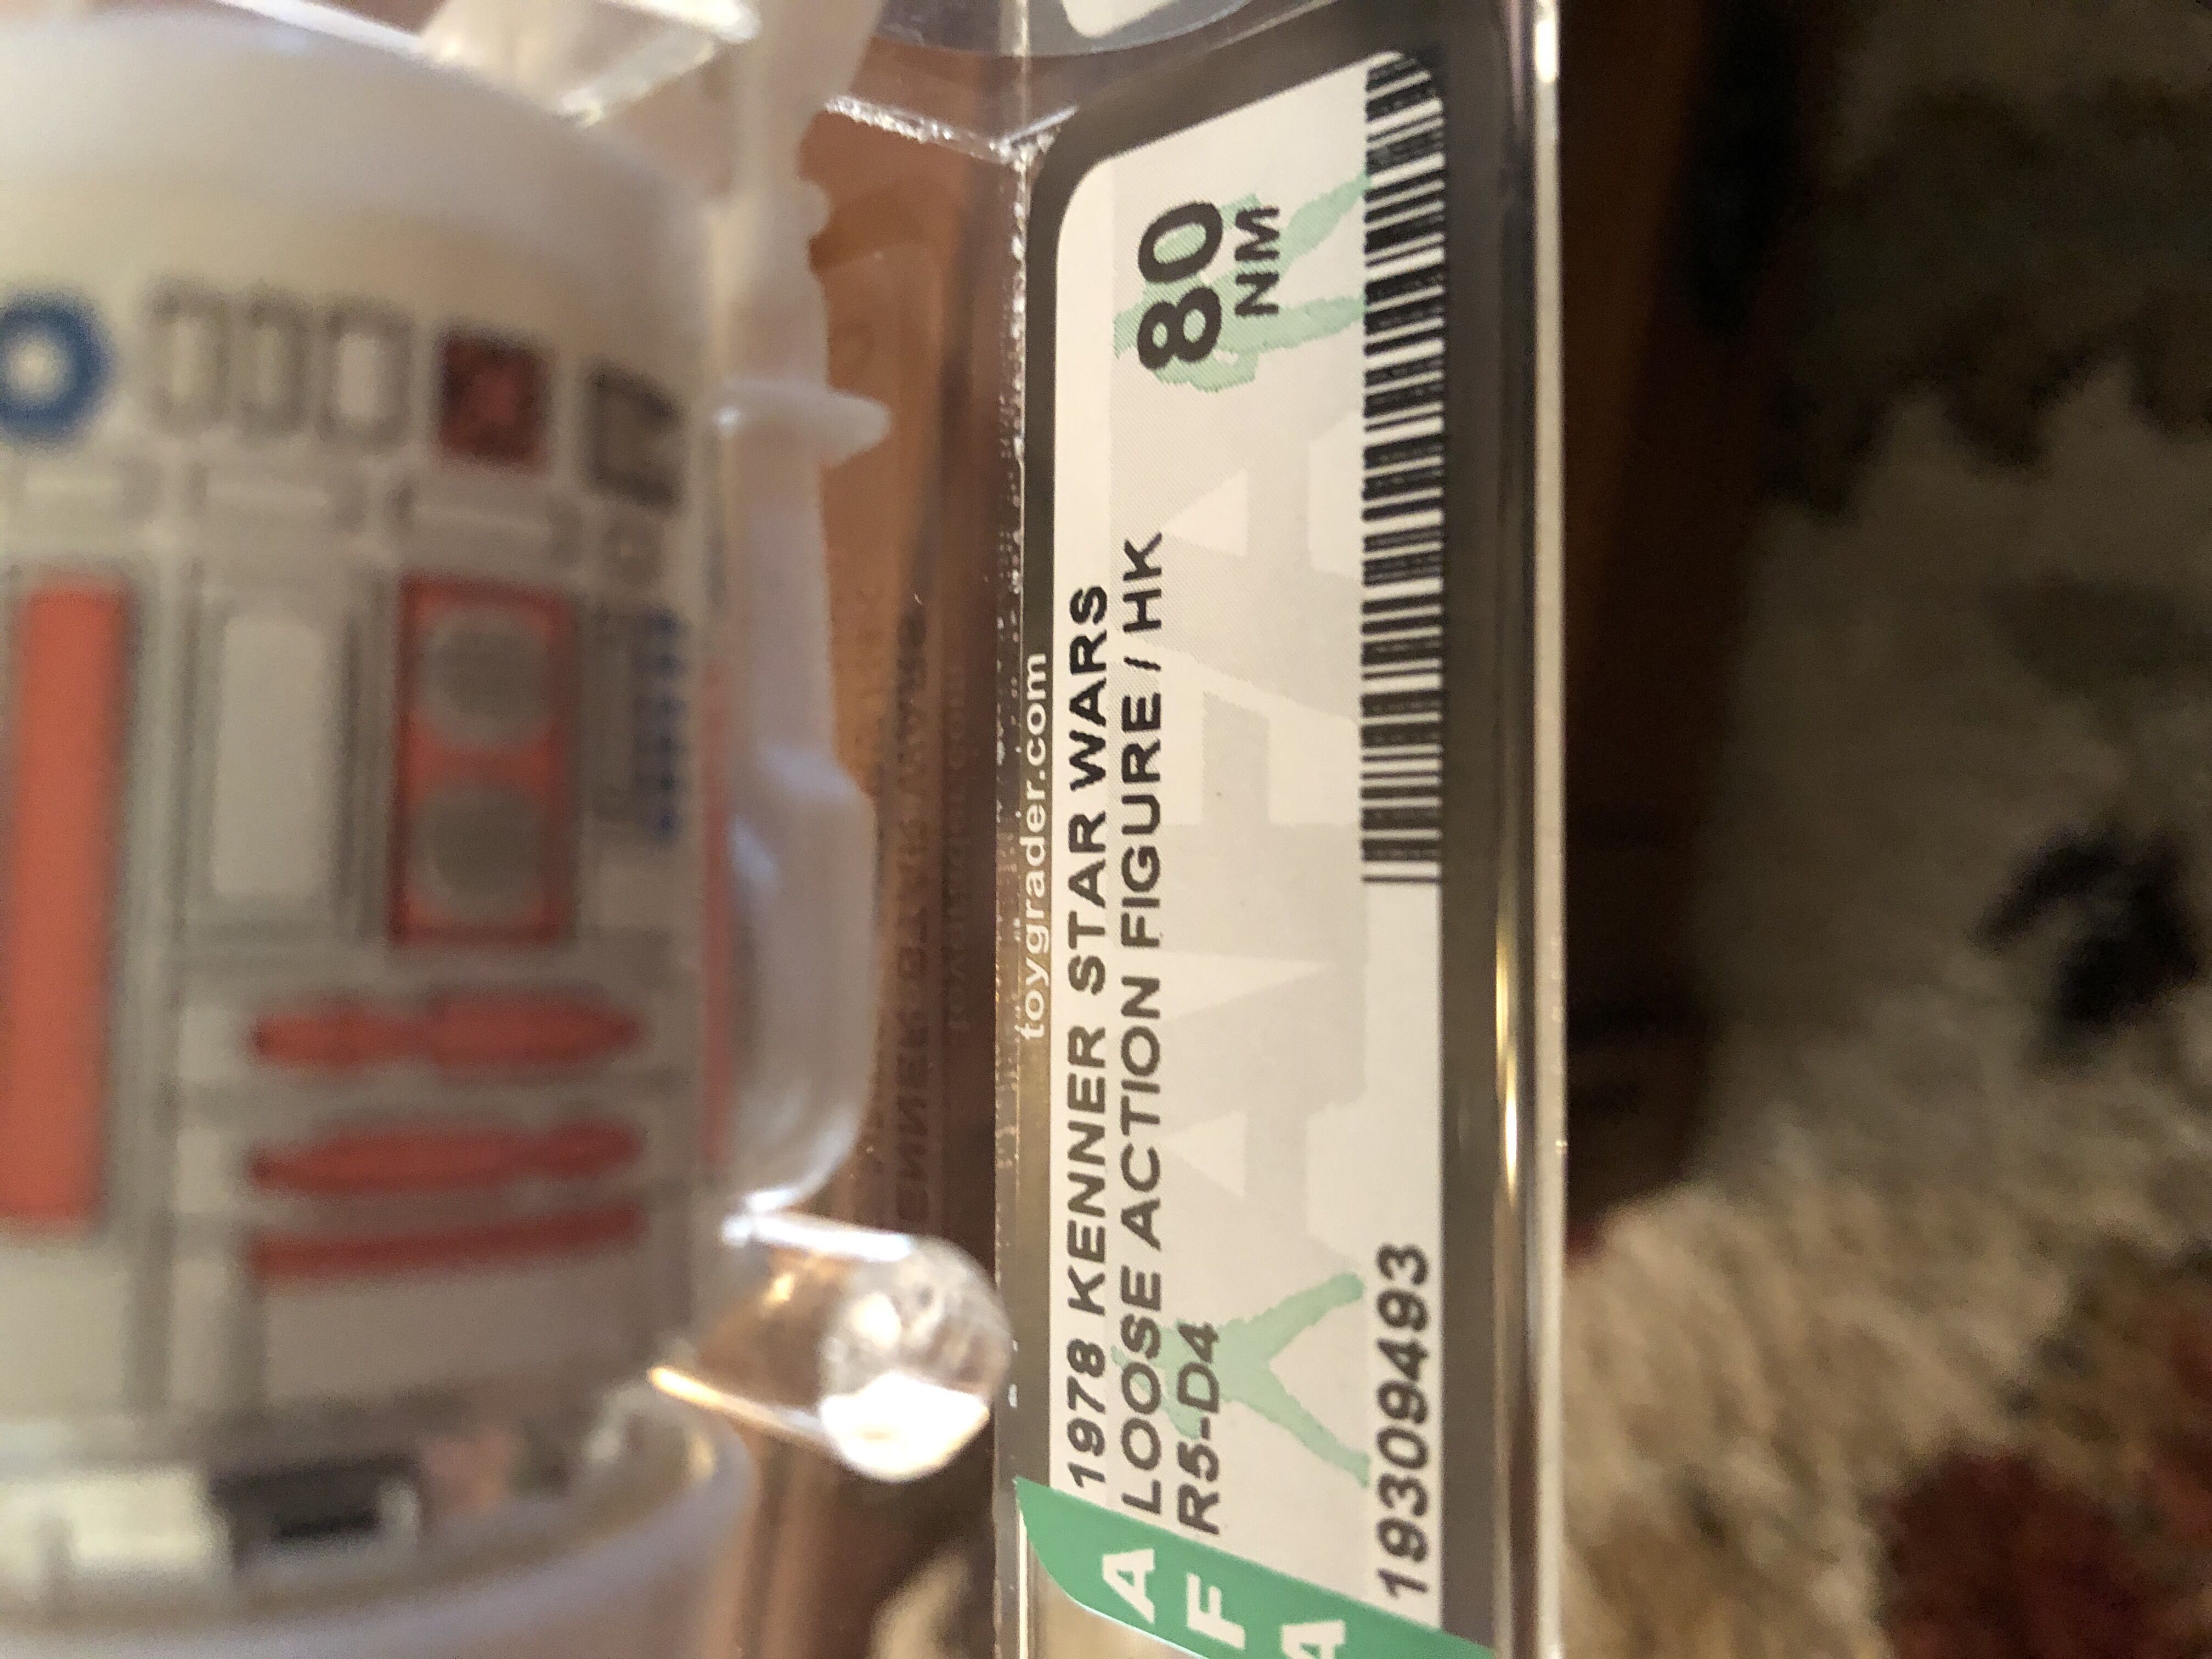 toygrader.com
AFA
1978 KENNER STAR WARS
LOOSE ACTION FIGURE / HK
R5-D4
80
NM
19309493